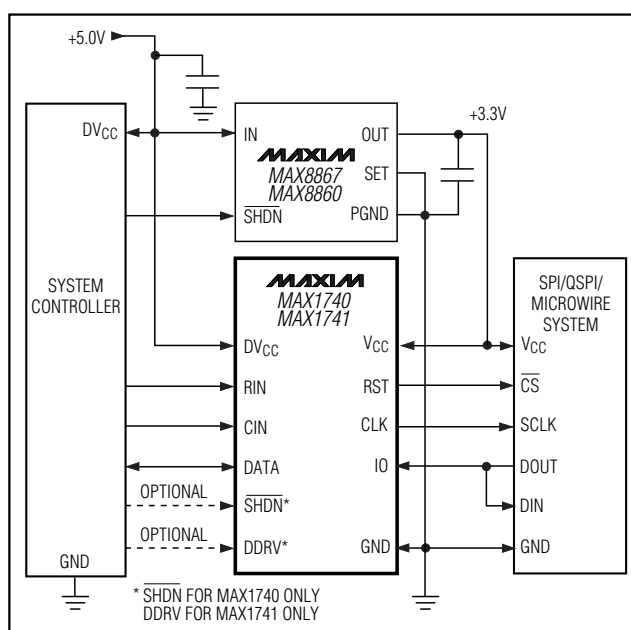 +5.0V
+3.3V
DVCC
IN
OUT
MAXIM
MAX8867
MAX8860
SET
SHDN
PGND
SYSTEM
CONTROLLER
MAXIM
MAX1740
MAX1741
SPI/QSPI/
MICROWIRE
SYSTEM
DVCC
VCC
VCC
RIN
RST
CS
CIN
CLK
SCLK
DATA
IO
DOUT
OPTIONAL
SHDN*
DIN
OPTIONAL
DDRV*
GND
GND
GND
* SHDN FOR MAX1740 ONLY
DDRV FOR MAX1741 ONLY